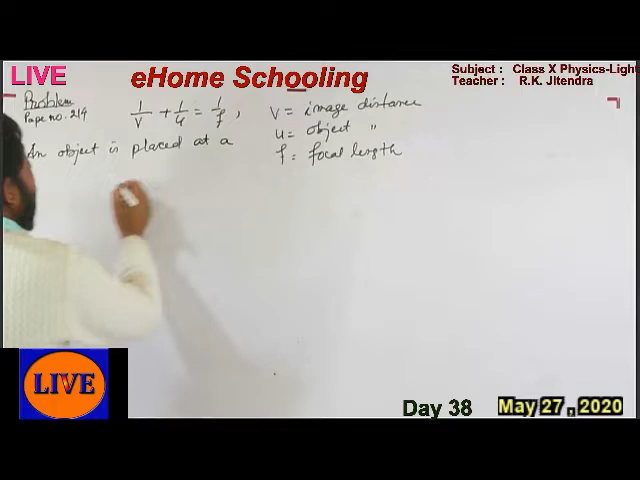 LIVE
eHome Schooling
Subject : Class X Physics-Light
Teacher : R.K. Jitendra
Problem
Pape no. 214
1/v + 1/u = 1/f ,
v = image distance
u = object "
f = focal length
An object is placed at a
LIVE
Day 38
May 27 , 2020